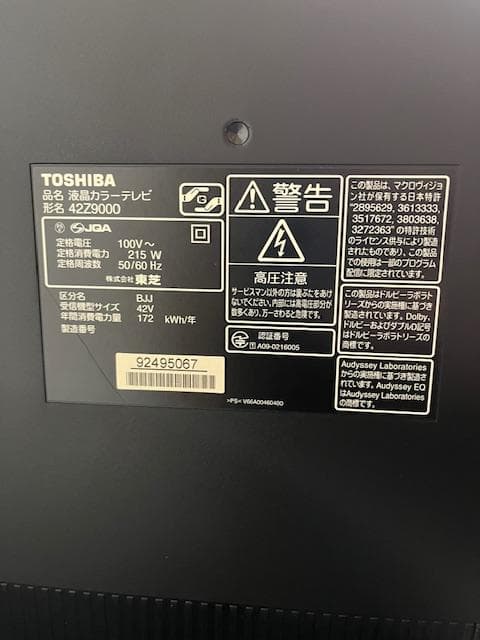 TOSHIBA
品名 液晶カラーテレビ
形名 42Z9000
G
JQA
定格電圧 100V～
定格消費電力 215 W
定格周波数 50/60 Hz
株式会社 東芝
区分名 BJJ
受信機型サイズ 42V
年間消費電力量 172 kWh/年
製造番号
92495067
警告
高圧注意
サービスマン以外の方は裏ぶたをあけ
ないでください。内部には高電圧部分が
数多くあり、万一さわると危険です。
認証番号
T A09-0216005
>PS< V66A00460400
この製品は、マクロヴィジョ
ン社が保有する日本特許
"2895629, 3613333,
3517672, 3803638,
3272363" の特許
のライセンス供与により製造さ
れたものであり、この製品
での使用は一部のプログラム
配信に限定されています。
本製品は、ドルビーラボラト
リーズからの実施権に基づ
き製造されています。Dolby、
ドルビーおよびダブルD記号
はドルビーラボラトリーズの
商標です。
Audyssey Laboratories
からの実施権に基づき製造さ
れています。Audyssey EQ
はAudyssey Laboratories
の商標です。